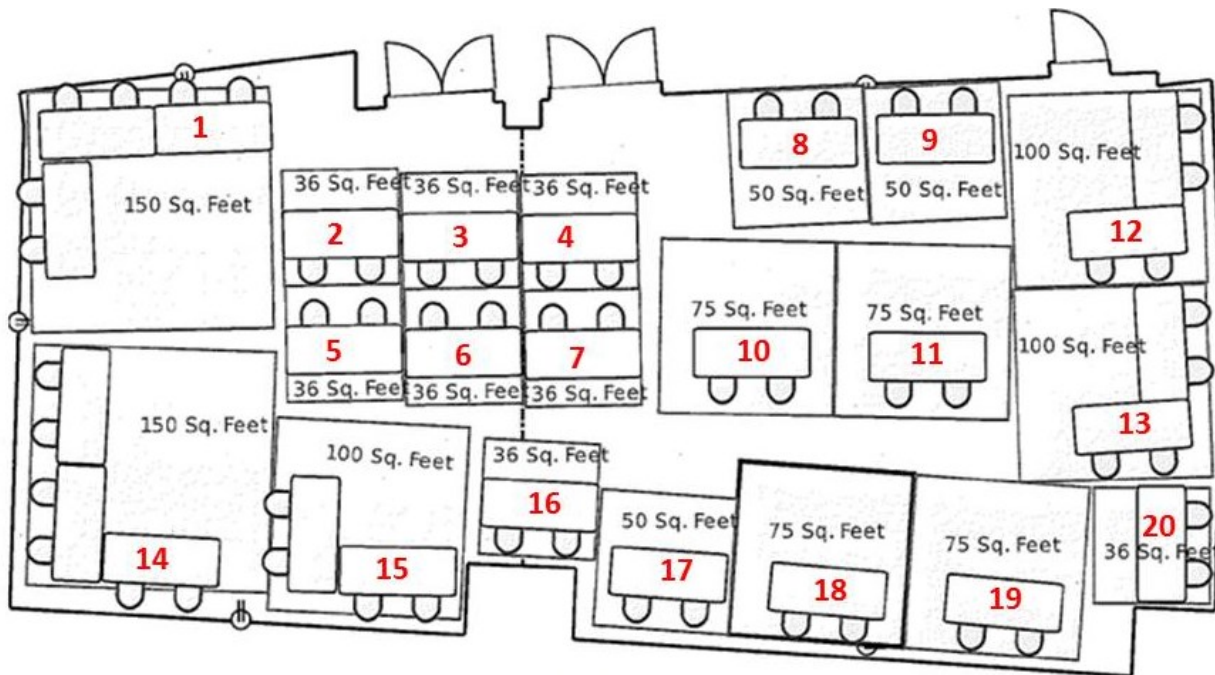 1
150 Sq. Feet
36 Sq. Feet
2
36 Sq. Feet
3
36 Sq. Feet
4
5
36 Sq. Feet
6
36 Sq. Feet
7
36 Sq. Feet
8
50 Sq. Feet
9
50 Sq. Feet
75 Sq. Feet
10
75 Sq. Feet
11
100 Sq. Feet
12
100 Sq. Feet
13
150 Sq. Feet
14
100 Sq. Feet
15
36 Sq. Feet
16
50 Sq. Feet
17
75 Sq. Feet
18
75 Sq. Feet
19
20
36 Sq. Feet